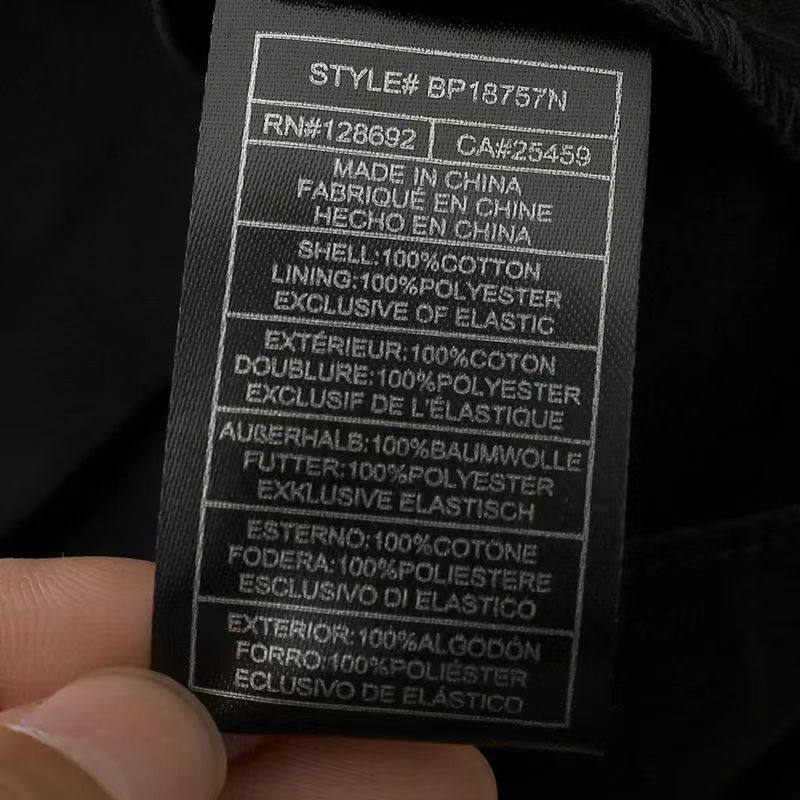 STYLE# BP18757N
RN#128692
CA#25459
MADE IN CHINA
FABRIQUÉ EN CHINE
HECHO EN CHINA
SHELL:100%COTTON
LINING:100%POLYESTER
EXCLUSIVE OF ELASTIC
EXTÉRIEUR:100%COTON
DOUBLURE:100%POLYESTER
EXCLUSIF DE L'ÉLASTIQUE
AUßERHALB:100%BAUMWOLLE
FUTTER:100%POLYESTER
EXKLUSIVE ELASTISCH
ESTERNO:100%COTONE
FODERA:100%POLIESTERE
ESCLUSIVO DI ELASTICO
EXTERIOR:100%ALGODÓN
FORRO:100%POLIÉSTER
ECLUSIVO DE ELÁSTICO